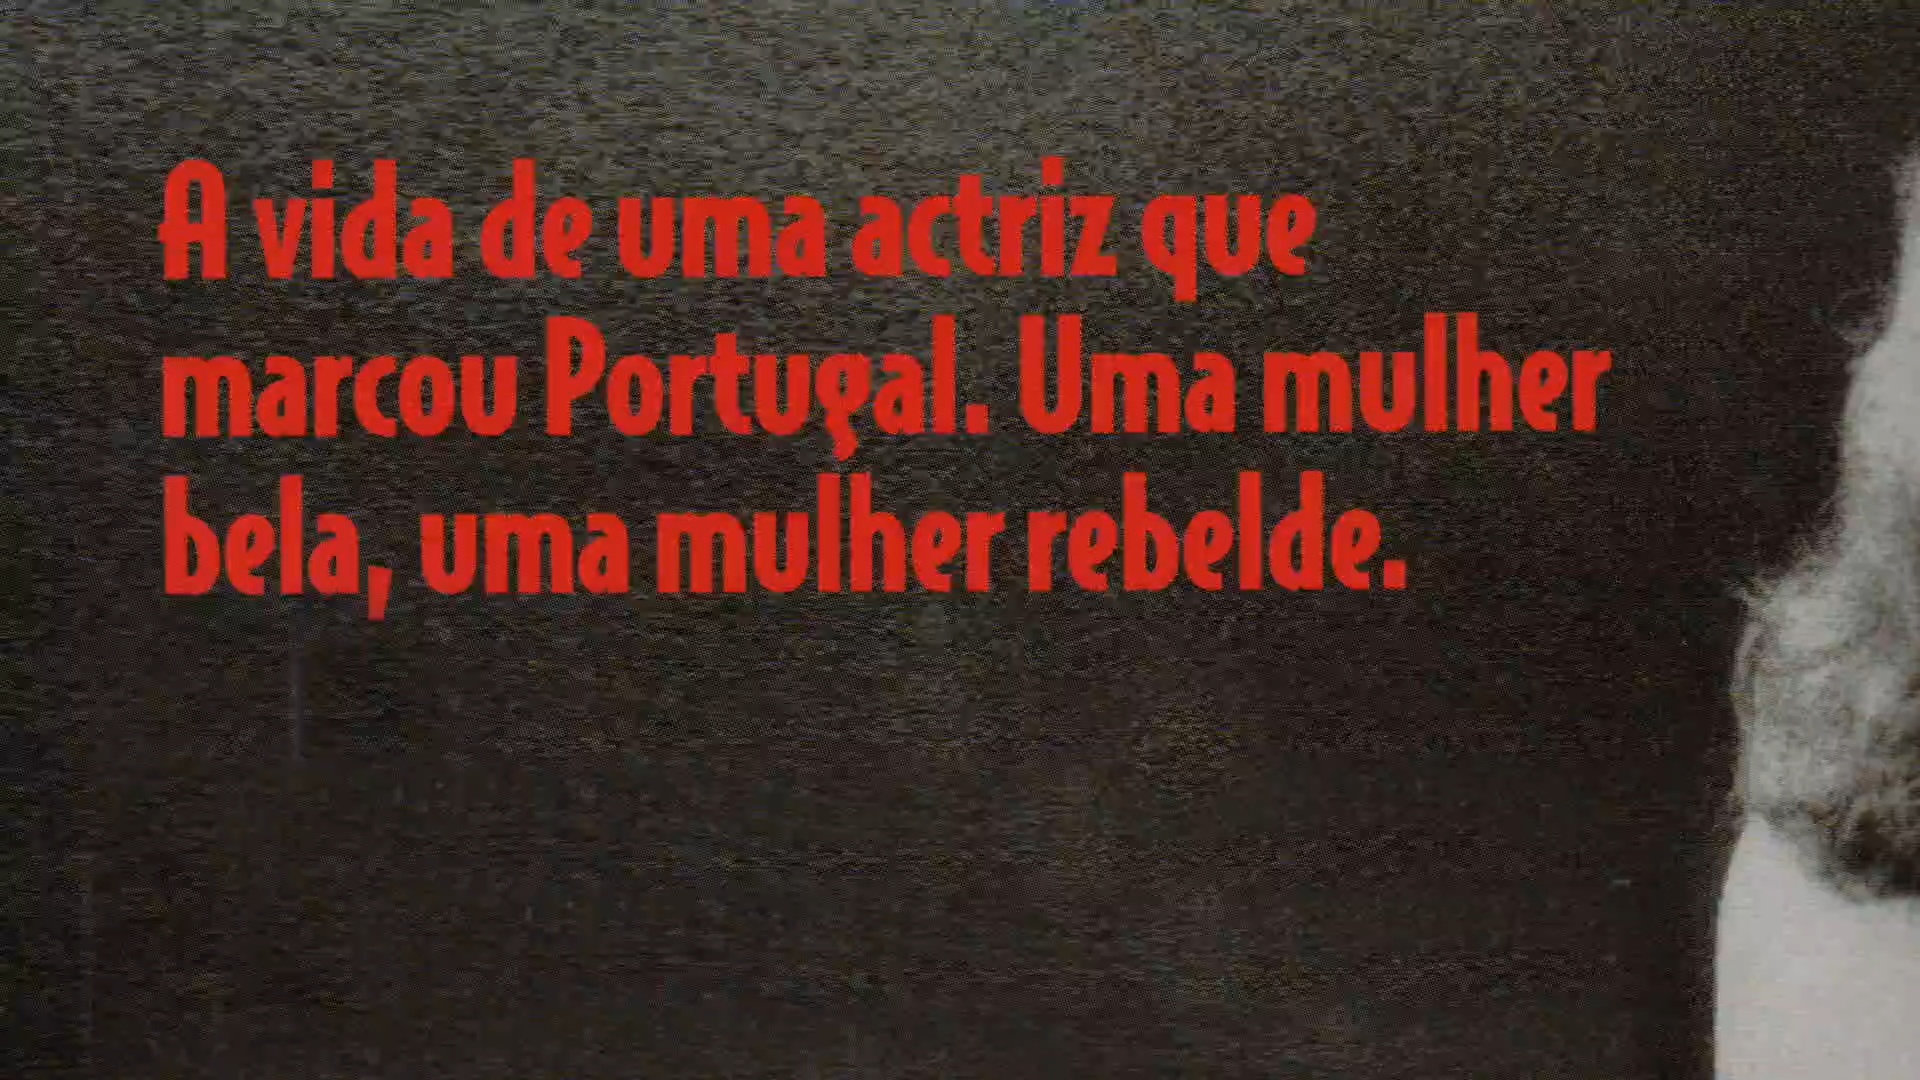 A vida de uma actriz que
marcou Portugal. Uma mulher
bela, uma mulher rebelde.